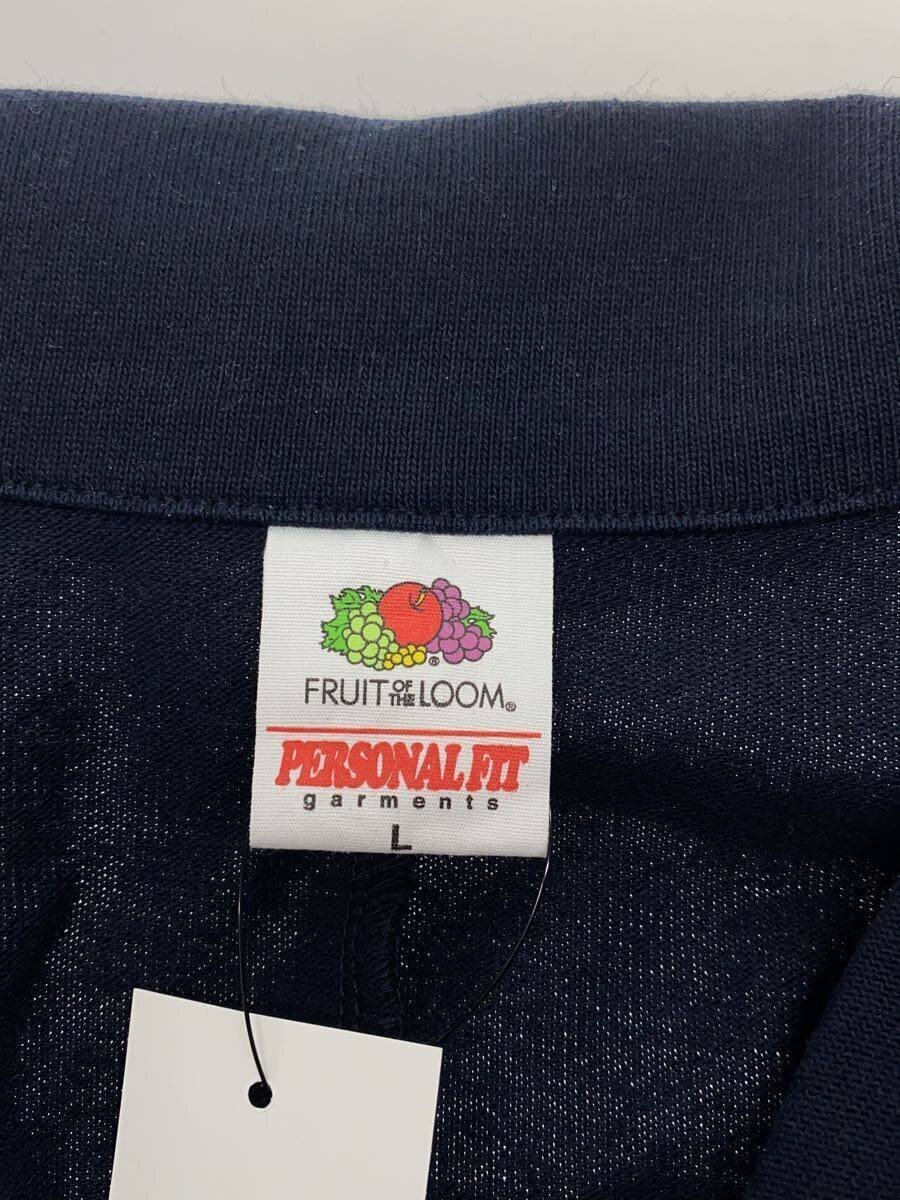 ®
FRUIT OF THE LOOM®
PERSONAL FIT
garments
L